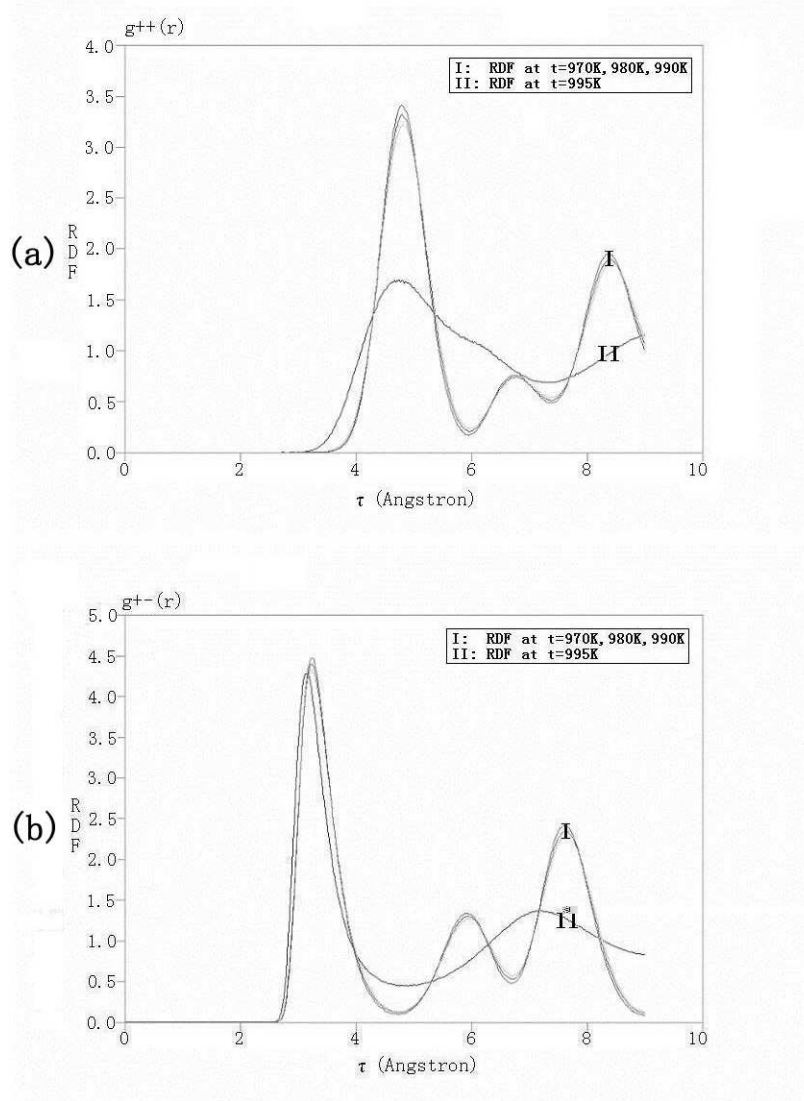 g++(r)
4.0
3.5
3.0
2.5
2.0
1.5
1.0
0.5
0.0
(a)
R
D
F
I: RDF at t=970K,980K,990K
II: RDF at t=995K
I
II
0 2 4 6 8 10
τ (Angstron)
g+-(r)
5.0
4.5
4.0
3.5
3.0
2.5
2.0
1.5
1.0
0.5
0.0
(b)
R
D
F
I: RDF at t=970K,980K,990K
II: RDF at t=995K
I
II
0 2 4 6 8 10
τ (Angstron)